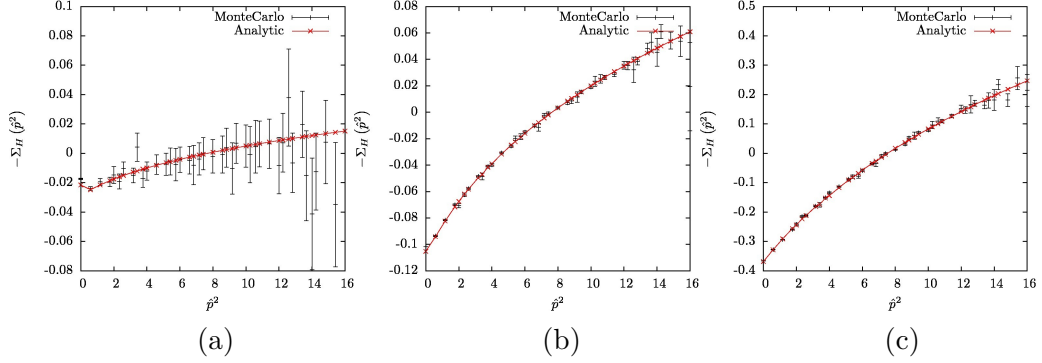 MonteCarlo
Analytic
−Σ_H (p̂²)
0.1
0.08
0.06
0.04
0.02
0
-0.02
-0.04
-0.06
-0.08
0 2 4 6 8 10 12 14 16
p̂²
(a)
MonteCarlo
Analytic
−Σ_H (p̂²)
0.08
0.06
0.04
0.02
0
-0.02
-0.04
-0.06
-0.08
-0.1
-0.12
0 2 4 6 8 10 12 14 16
p̂²
(b)
MonteCarlo
Analytic
−Σ_H (p̂²)
0.5
0.4
0.3
0.2
0.1
0
-0.1
-0.2
-0.3
-0.4
0 2 4 6 8 10 12 14 16
p̂²
(c)